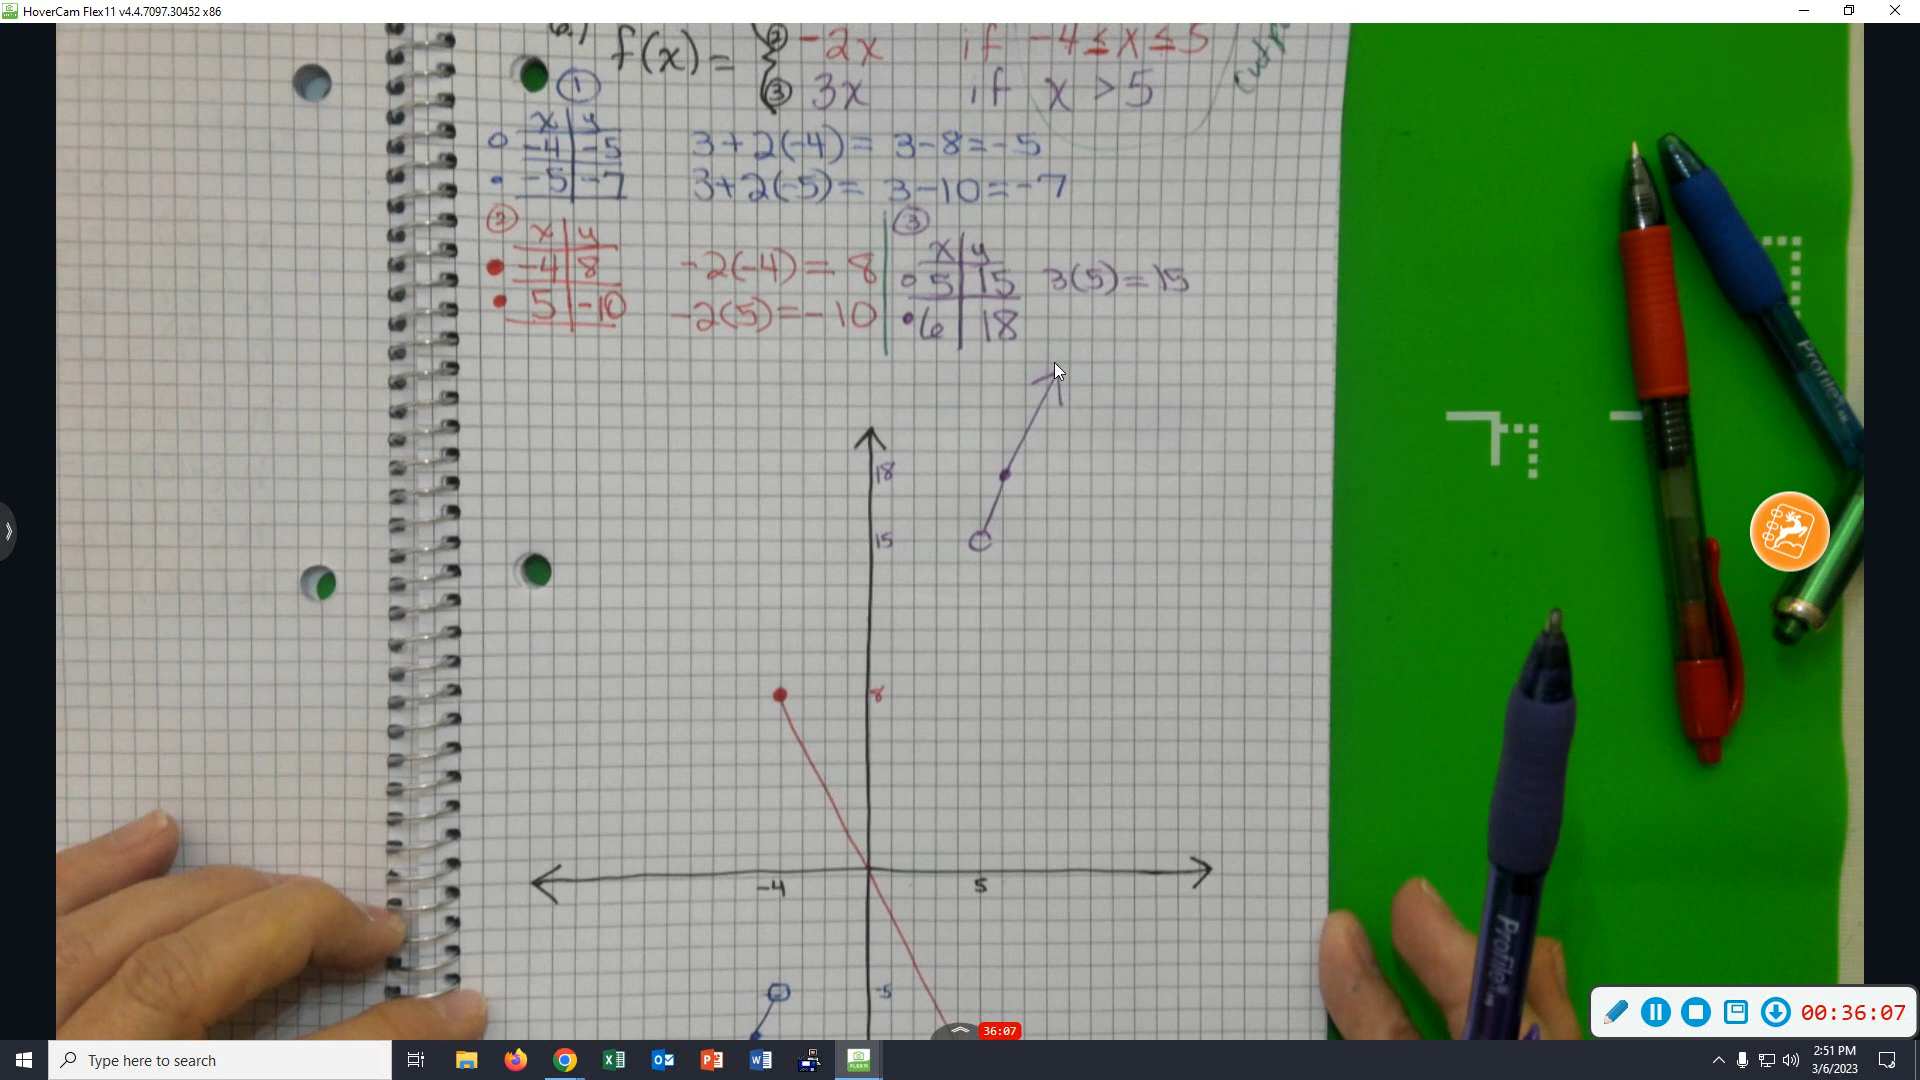 HoverCam Flex11 v4.4.7097.30452 x86
6.) f(x) = ② -2x if -4 ≤ x ≤ 5
③ 3x if x > 5
①
x | y
-4 | -5 3+2(-4) = 3-8=-5
-5 | -7 3+2(-5) = 3-10=-7
②
x | y
-4 | 8 -2(-4) = 8
5 | -10 -2(5)=-10
③
x | y
5 | 15 3(5)=15
6 | 18
18
15
8
-4 5
-5
Profile
Profile
36:07
00:36:07
Type here to search
2:51 PM
3/6/2023